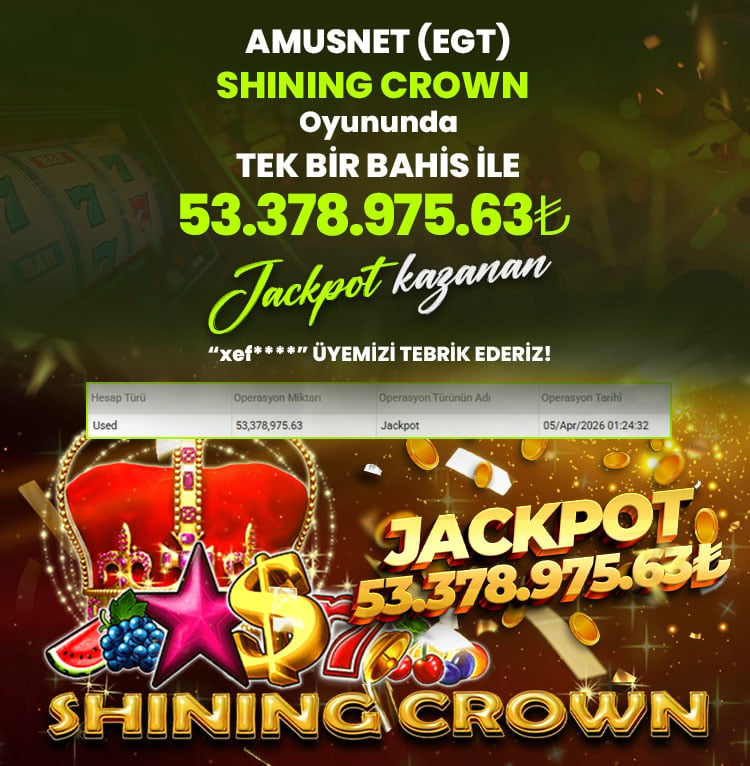 AMUSNET (EGT)
SHINING CROWN
Oyununda
TEK BİR BAHİS İLE
53.378.975.63₺
Jackpot kazanan
“xef****” ÜYEMİZİ TEBRİK EDERİZ!
Hesap Türü Operasyon Miktarı Operasyon Türünün Adı Operasyon Tarihi
Used 53,378,975.63 Jackpot 05/Apr/2026 01:24:32
JACKPOT
53.378.975.63₺
SHINING CROWN
BAR
BAR